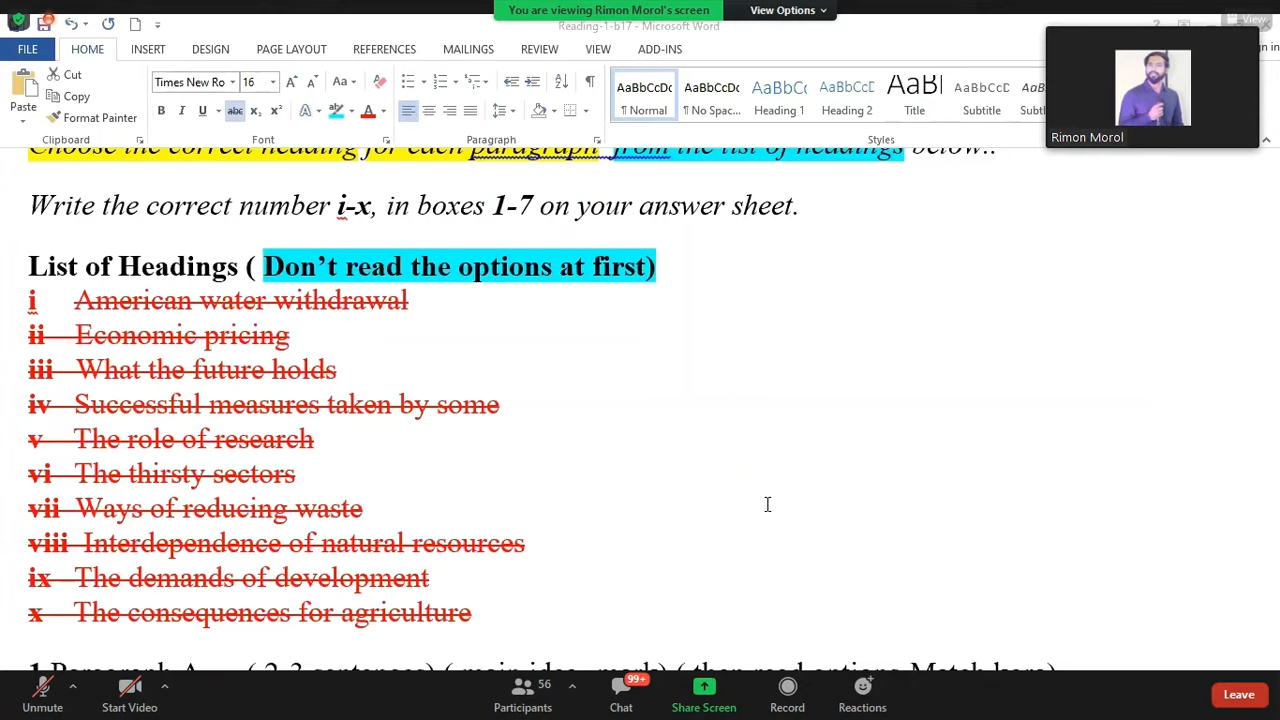 You are viewing Rimon Morol's screen
View Options
View
Reading-1-b17 - Microsoft Word
FILE HOME INSERT DESIGN PAGE LAYOUT REFERENCES MAILINGS REVIEW VIEW ADD-INS
Cut
Copy
Format Painter
Paste
Clipboard
Times New Ro 16
Font
Paragraph
AaBbCcDc AaBbCcDc AaBbCc AaBbCcD AaBl AaBbCcD
¶ Normal ¶ No Spac... Heading 1 Heading 2 Title Subtitle
Styles
Rimon Morol
Choose the correct heading for each paragraph from the list of headings below..
Write the correct number i-x, in boxes 1-7 on your answer sheet.
List of Headings ( Don’t read the options at first)
i American water withdrawal
ii Economic pricing
iii What the future holds
iv Successful measures taken by some
v The role of research
vi The thirsty sectors
vii Ways of reducing waste
viii Interdependence of natural resources
ix The demands of development
x The consequences for agriculture
1 Paragraph A
Unmute Start Video Participants 56 Chat 99+ Share Screen Record Reactions Leave